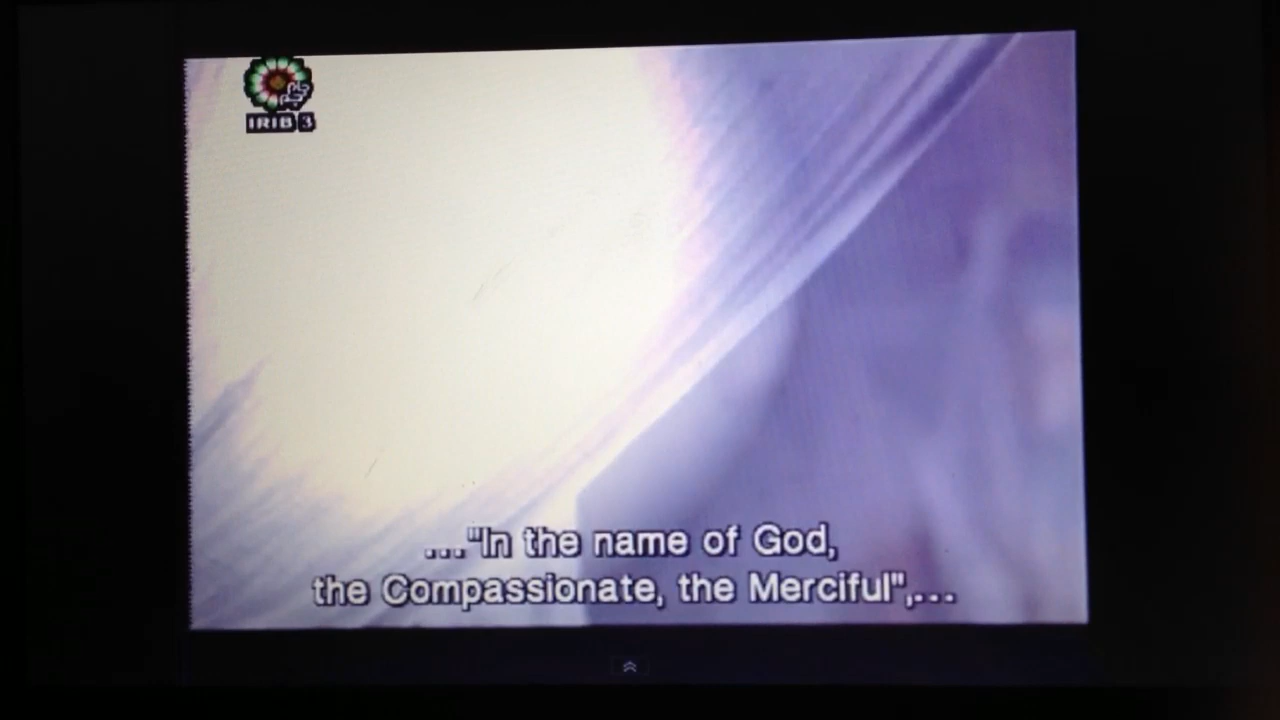 IRIB 3
..."In the name of God,
the Compassionate, the Merciful",...